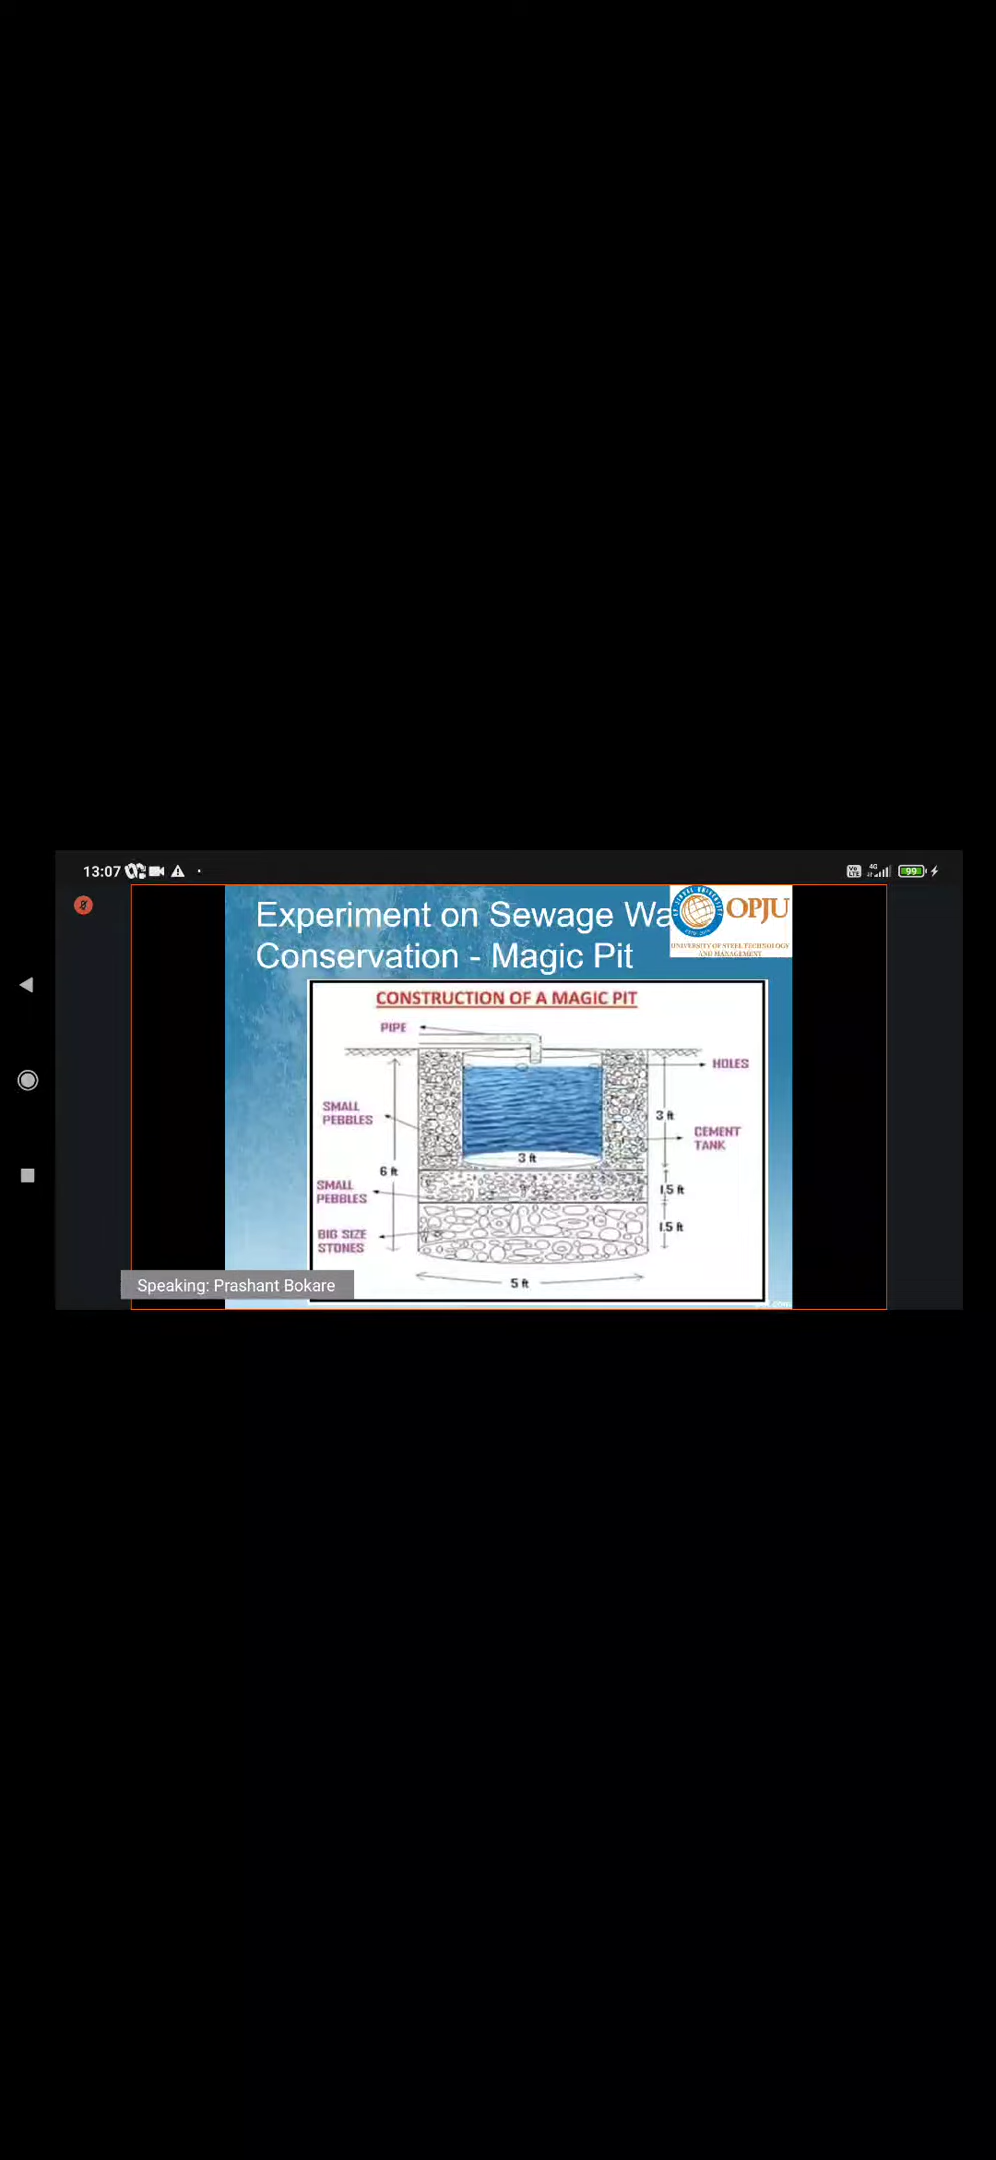 13:07
4G
99
Experiment on Sewage Wa
Conservation - Magic Pit
OPJU
UNIVERSITY OF STEEL TECHNOLOGY
AND MANAGEMENT
CONSTRUCTION OF A MAGIC PIT
PIPE
HOLES
SMALL
PEBBLES
3 ft
CEMENT
TANK
3 ft
6 ft
SMALL
PEBBLES
1.5 ft
BIG SIZE
STONES
1.5 ft
5 ft
Speaking: Prashant Bokare